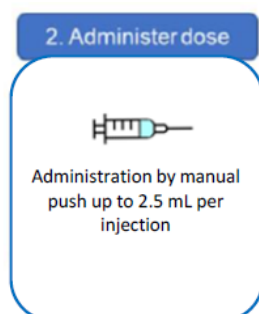 2. Administer dose
Administration by manual
push up to 2.5 mL per
injection